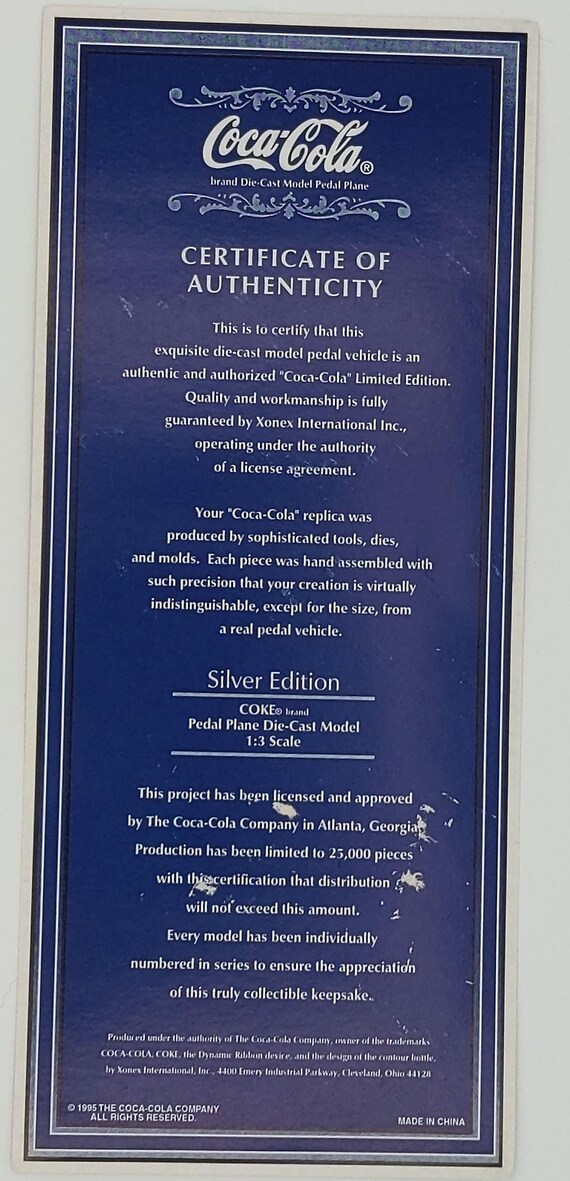 Coca-Cola®
brand Die-Cast Model Pedal Plane
CERTIFICATE OF
AUTHENTICITY
This is to certify that this
exquisite die-cast model pedal vehicle is an
authentic and authorized "Coca-Cola" Limited Edition.
Quality and workmanship is fully
guaranteed by Xonex International Inc.,
operating under the authority
of a license agreement.
Your "Coca-Cola" replica was
produced by sophisticated tools, dies,
and molds. Each piece was hand assembled with
such precision that your creation is virtually
indistinguishable, except for the size, from
a real pedal vehicle.
Silver Edition
COKE® brand
Pedal Plane Die-Cast Model
1:3 Scale
This project has been licensed and approved
by The Coca-Cola Company in Atlanta, Georgia.
Production has been limited to 25,000 pieces
with this certification that distribution
will not exceed this amount.
Every model has been individually
numbered in series to ensure the appreciation
of this truly collectible keepsake.
Produced under the authority of The Coca-Cola Company, owner of the trademarks
COCA-COLA, COKE, the Dynamic Ribbon device, and the design of the contour bottle,
by Xonex International, Inc., 4400 Emery Industrial Parkway, Cleveland, Ohio 44128
© 1995 THE COCA-COLA COMPANY
ALL RIGHTS RESERVED.
MADE IN CHINA